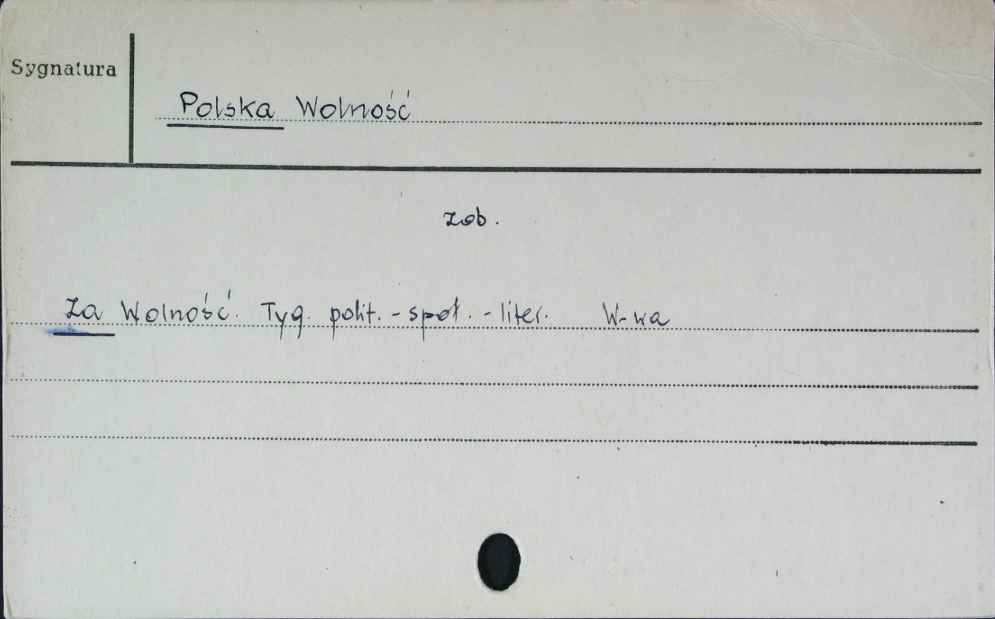 Sygnatura
Polska Wolność
zob.
Za Wolność. Tyg. polit.-społ.-liter. W-wa